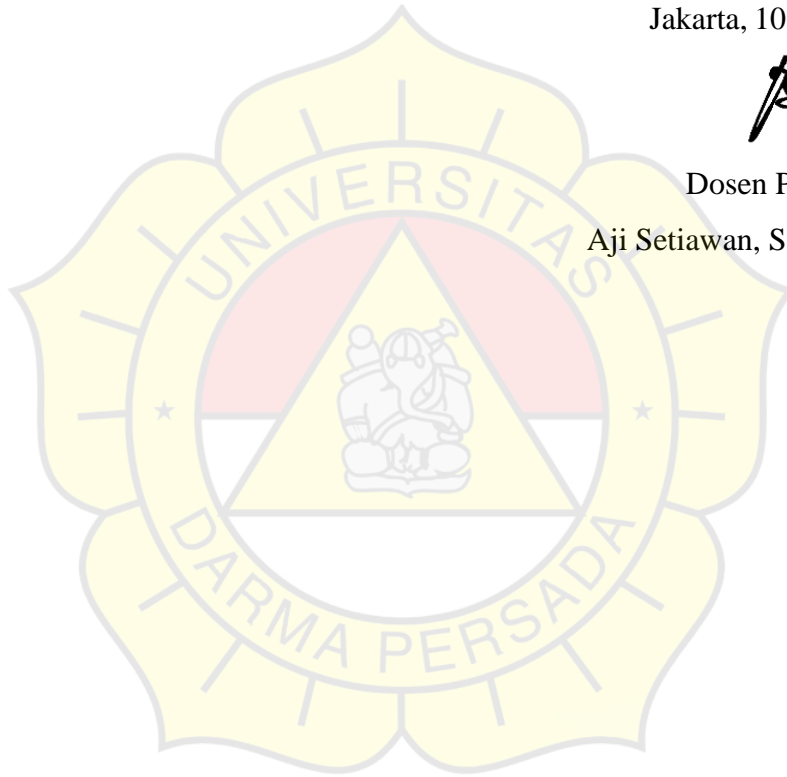 Jakarta, 10
Dosen P
Aji Setiawan, S
UNIVERSITAS
DARMA PERSADA